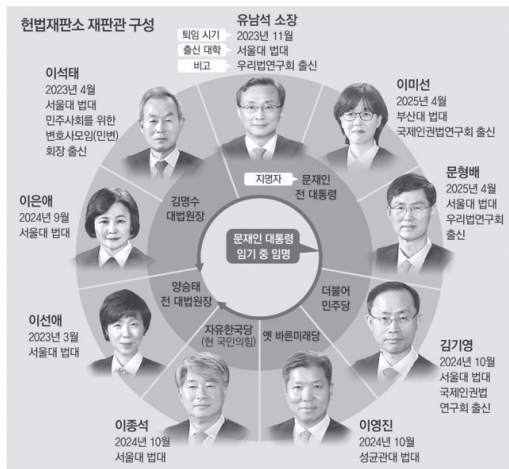 헌법재판소 재판관 구성
유남석 소장
퇴임 시기 2023년 11월
출신 대학 서울대 법대
비고 우리법연구회 출신
이석태
2023년 4월
서울대 법대
민주사회를 위한
변호사모임(민변)
회장 출신
이미선
2025년 4월
부산대 법대
국제인권법연구회 출신
문형배
2025년 4월
서울대 법대
우리법연구회
출신
이은애
2024년 9월
서울대 법대
지명자 문재인
전 대통령
김명수
대법원장
문재인 대통령
임기 중 임명
양승태
전 대법원장
더불어
민주당
자유한국당
(현 국민의힘)
옛 바른미래당
이선애
2023년 3월
서울대 법대
김기영
2024년 10월
서울대 법대
국제인권법
연구회 출신
이종석
2024년 10월
서울대 법대
이영진
2024년 10월
성균관대 법대